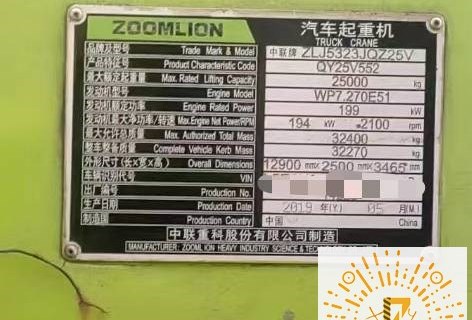 ZOOMLION 汽车起重机
TRUCK CRANE
品牌及型号 Trade Mark & Model 中联牌 ZLJ5323JQZ25V
产品特征代码 Product Characteristic Code QY25V552
最大额定起重量 Max. Rated Lifting Capacity 25000 kg
发动机型号 Engine Model WP7.270E51
发动机额定功率 Engine Rated Power 199 kW
发动机最大净功率/转速 Max.Engine Net Power/RPM 194 kW 2100 rpm
最大允许总质量 Max. Authorized Total Mass 32400 kg
整车整备质量 Complete Vehicle Kerb Mass 32270 kg
外形尺寸(长×宽×高) Overall Dimensions 12900 mm× 2500 mm× 3465 mm
车辆识别代号 VIN
出厂编号 Production No.
生产日期 Production Date 2019 年(Y) 05 月(M)
制造国 Production Country 中国 China
中联重科股份有限公司制造
MANUFACTURER: ZOOMLION HEAVY INDUSTRY SCIENCE & TECH